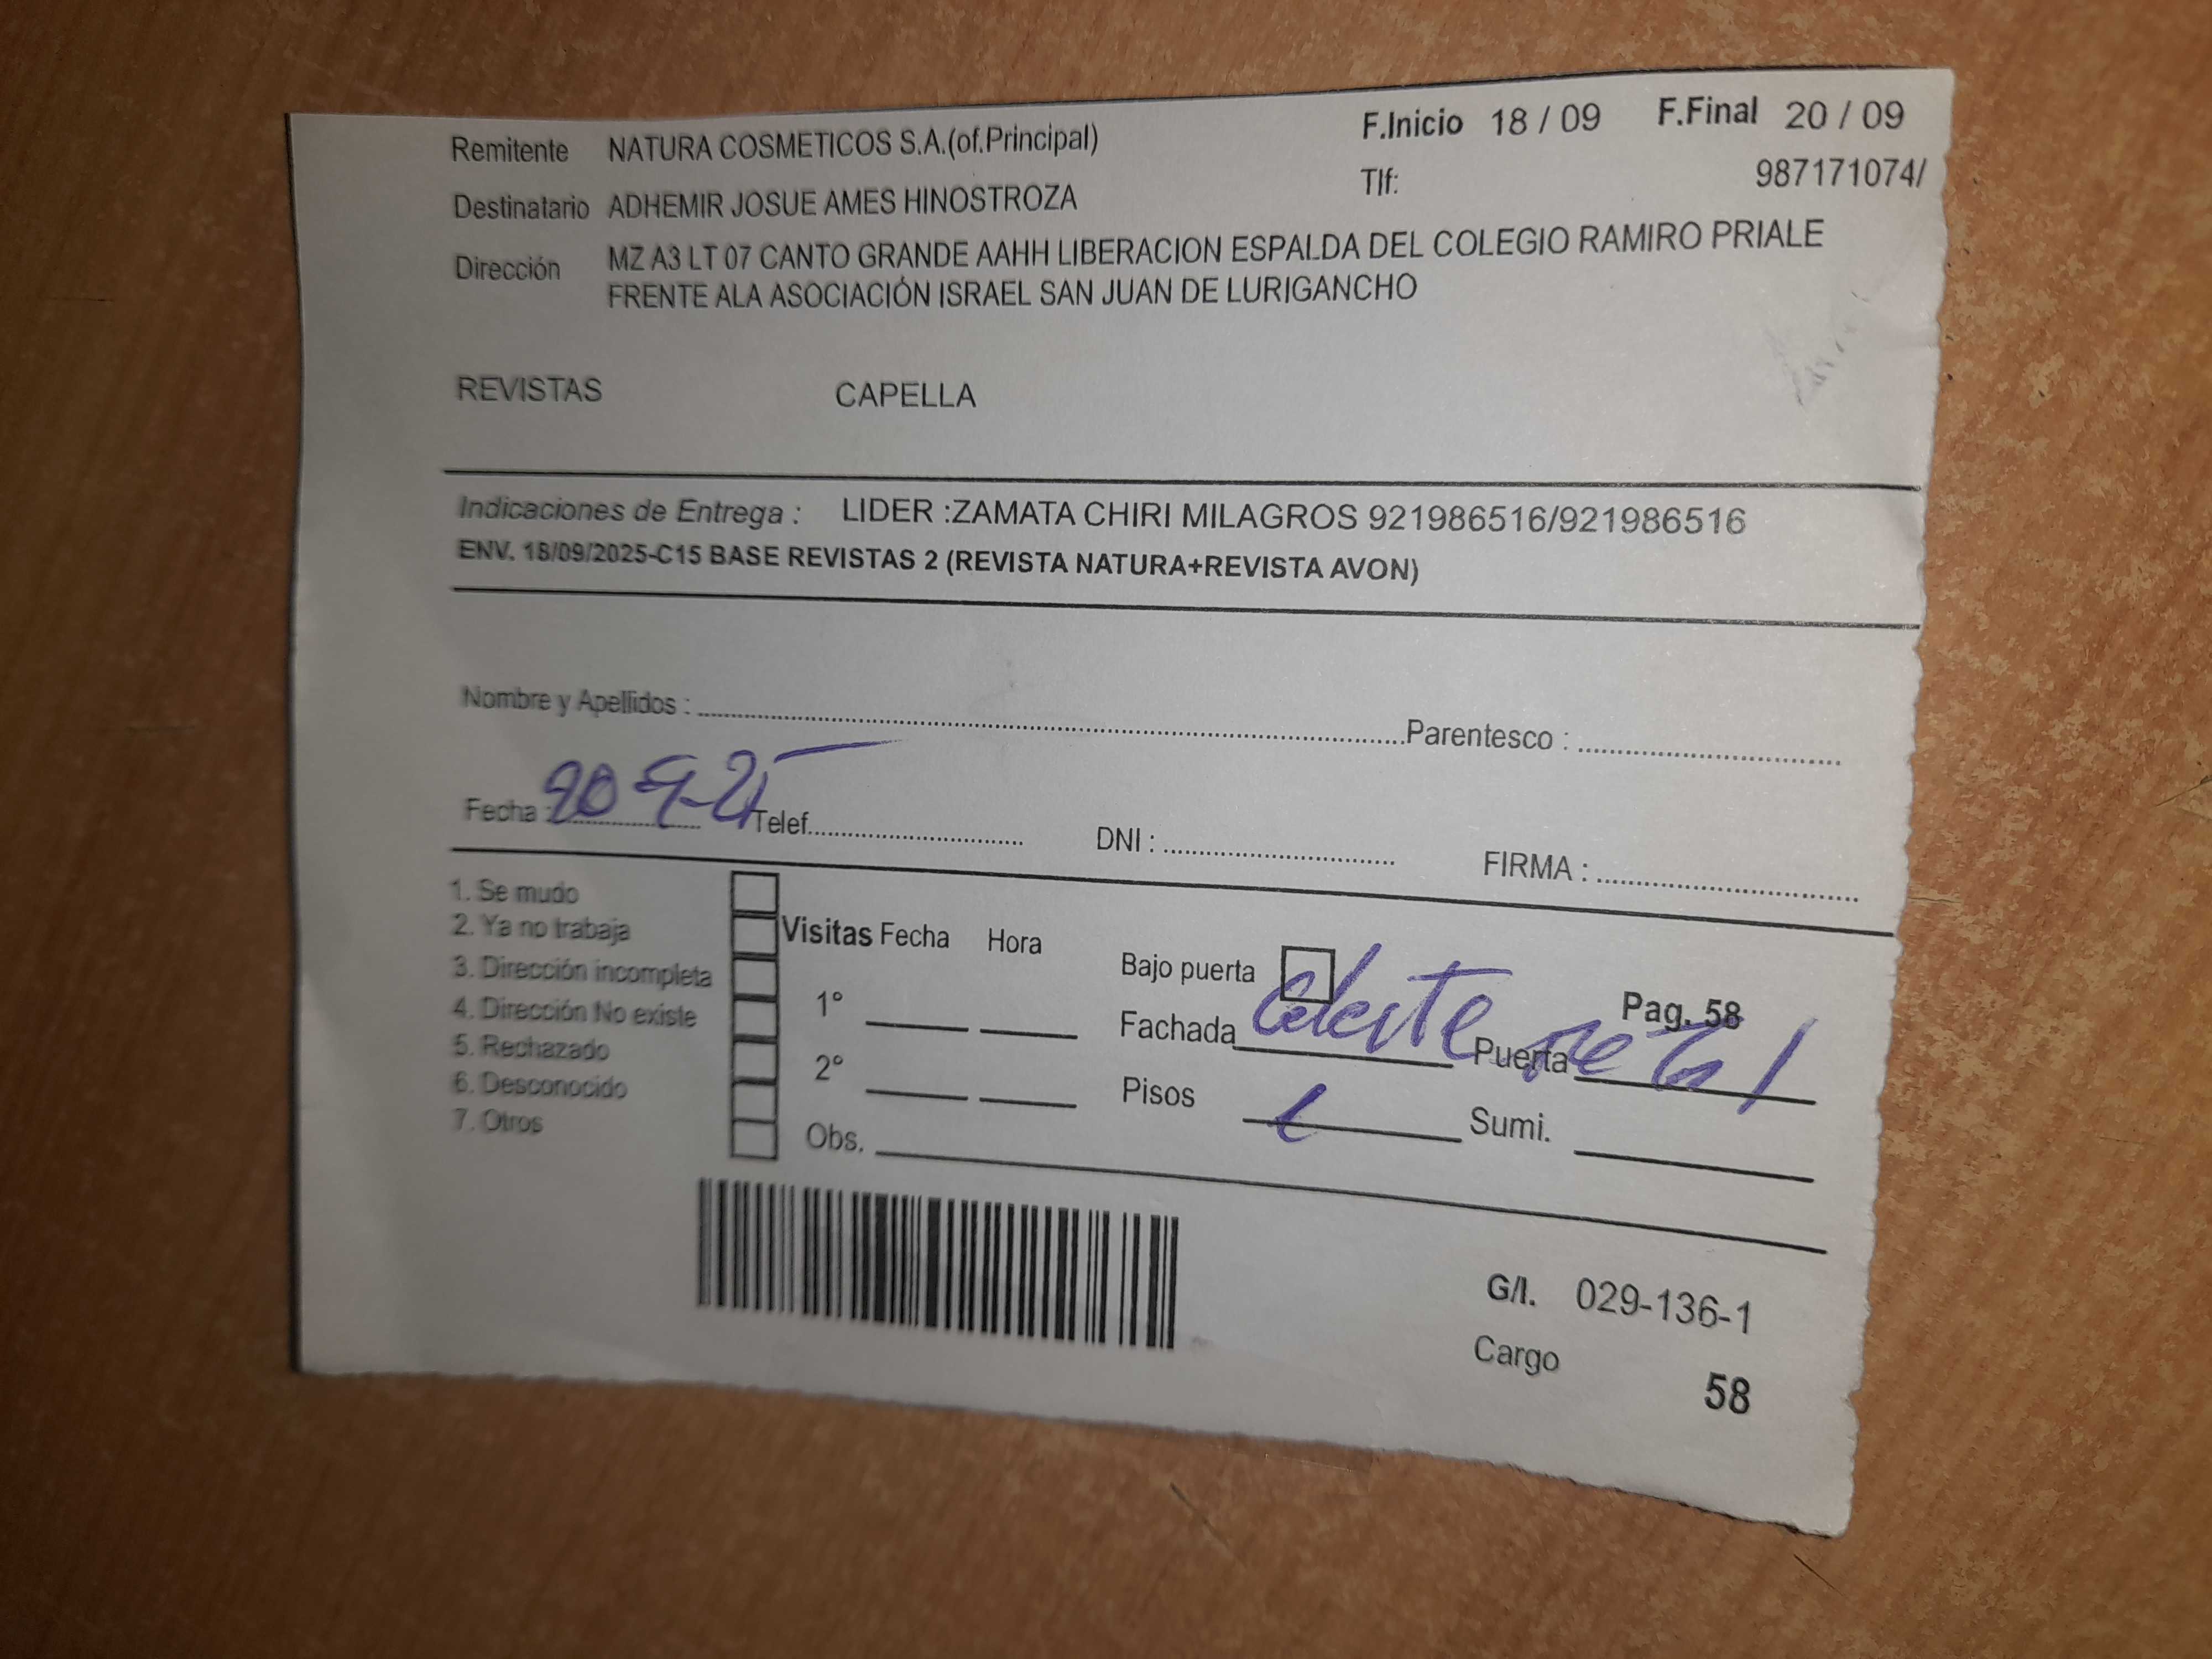 Remitente NATURA COSMETICOS S.A.(of.Principal) F.Inicio 18 / 09 F.Final 20 / 09
Destinatario ADHEMIR JOSUE AMES HINOSTROZA Tlf: 987171074/
Dirección MZ A3 LT 07 CANTO GRANDE AAHH LIBERACION ESPALDA DEL COLEGIO RAMIRO PRIALE
FRENTE ALA ASOCIACIÓN ISRAEL SAN JUAN DE LURIGANCHO
REVISTAS CAPELLA
Indicaciones de Entrega : LIDER :ZAMATA CHIRI MILAGROS 921986516/921986516
ENV. 18/09/2025-C15 BASE REVISTAS 2 (REVISTA NATURA+REVISTA AVON)
Nombre y Apellidos : Parentesco :
Fecha : 20-9-25 Telef. DNI : FIRMA :
1. Se mudo
2. Ya no trabaja
3. Dirección incompleta
4. Dirección No existe
5. Rechazado
6. Desconocido
7. Otros
Visitas Fecha Hora
1°
2°
Obs.
Bajo puerta Pag. 58
Fachada Celeste Puerta
Pisos 1 Sumi.
G/I. 029-136-1
Cargo 58